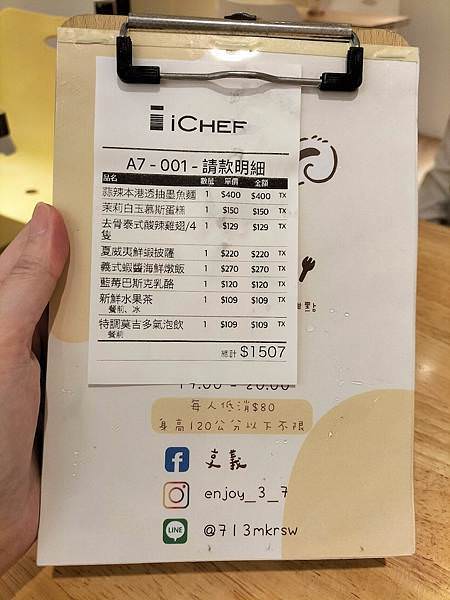 iCHEF
A7 - 001 - 請款明細
品名 數量 單價 金額
蒜辣本港透抽墨魚麵 1 $400 $400 TX
茉莉白玉慕斯蛋糕 1 $150 $150 TX
去骨泰式酸辣雞翅/4 1 $129 $129 TX
隻
夏威夷鮮蝦披薩 1 $220 $220 TX
義式蝦醬海鮮燉飯 1 $270 $270 TX
藍莓巴斯克乳酪 1 $120 $120 TX
新鮮水果茶 1 $109 $109 TX
餐前、冰
特調莫吉多氣泡飲 1 $109 $109 TX
餐前
總計 $1507
點
- 20:00
每人低消$80
身高120公分以下不限
enjoy_3_7
@713mkrsw